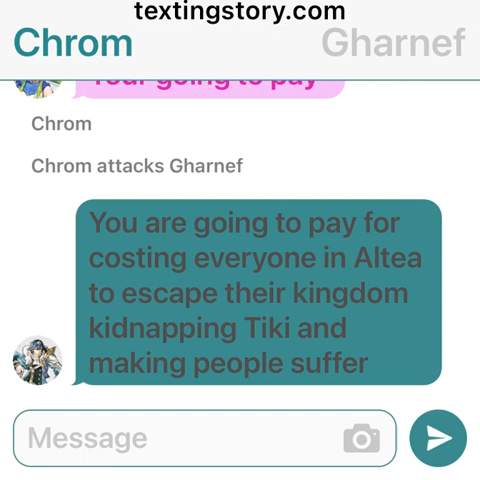 textingstory.com
Chrom Gharnef
Your going to pay
Chrom
Chrom attacks Gharnef
You are going to pay for
costing everyone in Altea
to escape their kingdom
kidnapping Tiki and
making people suffer
Message